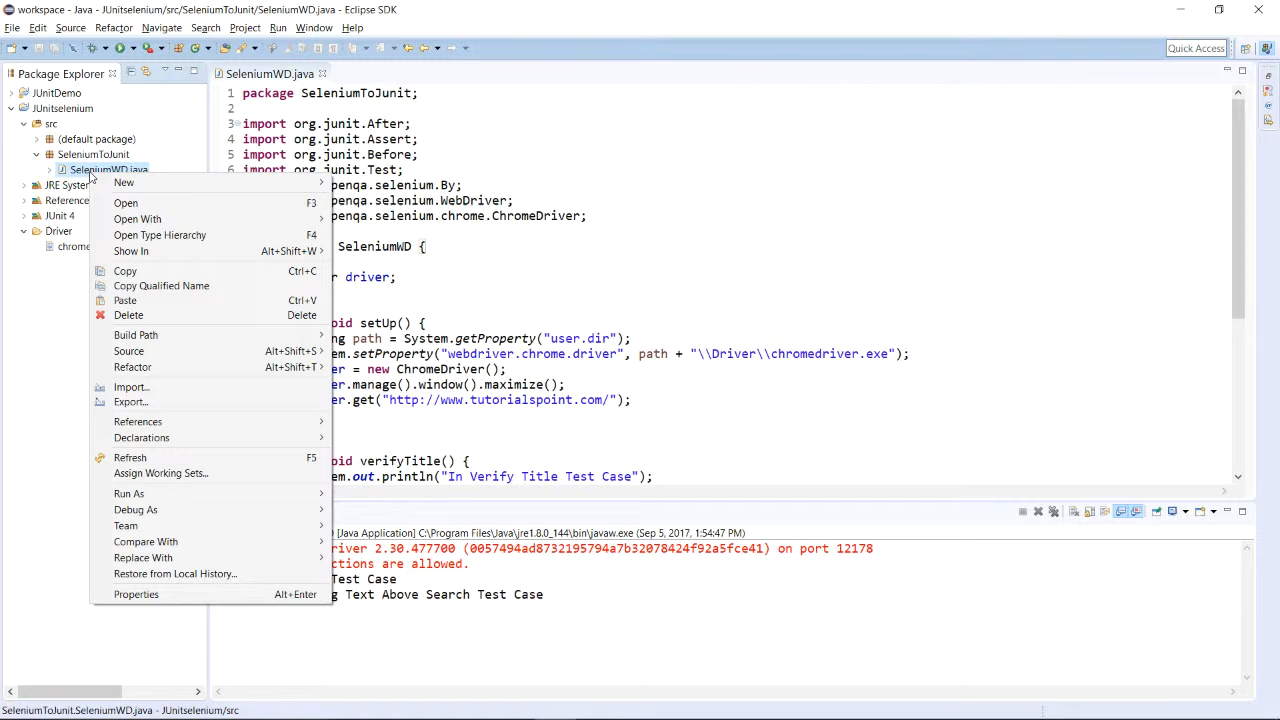 workspace - Java - JUnitselenium/src/SeleniumToJunit/SeleniumWD.java - Eclipse SDK
File Edit Source Refactor Navigate Search Project Run Window Help
Quick Access
Package Explorer
JUnitDemo
JUnitselenium
src
(default package)
SeleniumToJunit
SeleniumWD.java
JRE System
Reference
JUnit 4
Driver
chrome
New
Open F3
Open With
Open Type Hierarchy F4
Show In Alt+Shift+W
Copy Ctrl+C
Copy Qualified Name
Paste Ctrl+V
Delete Delete
Build Path
Source Alt+Shift+S
Refactor Alt+Shift+T
Import...
Export...
References
Declarations
Refresh F5
Assign Working Sets...
Run As
Debug As
Team
Compare With
Replace With
Restore from Local History...
Properties Alt+Enter
SeleniumWD.java
1 package SeleniumToJunit;
2
3 import org.junit.After;
4 import org.junit.Assert;
5 import org.junit.Before;
6 import org.junit.Test;
penqa.selenium.By;
penqa.selenium.WebDriver;
penqa.selenium.chrome.ChromeDriver;
SeleniumWD {
r driver;
oid setUp() {
ng path = System.getProperty("user.dir");
em.setProperty("webdriver.chrome.driver", path + "\\Driver\\chromedriver.exe");
er = new ChromeDriver();
er.manage().window().maximize();
er.get("http://www.tutorialspoint.com/");
oid verifyTitle() {
em.out.println("In Verify Title Test Case");
[Java Application] C:\Program Files\Java\jre1.8.0_144\bin\javaw.exe (Sep 5, 2017, 1:54:47 PM)
river 2.30.477700 (0057494ad8732195794a7b32078424f92a5fce41) on port 12178
ctions are allowed.
Test Case
g Text Above Search Test Case
SeleniumToJunit.SeleniumWD.java - JUnitselenium/src